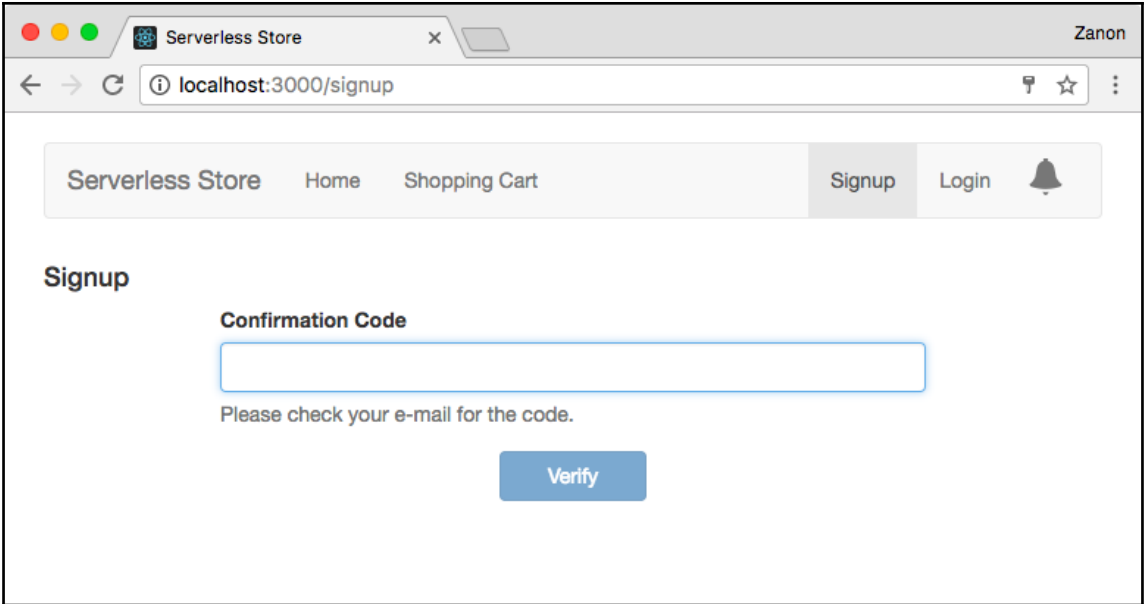 Serverless Store
Zanon
localhost:3000/signup
Serverless Store Home Shopping Cart Signup Login
Signup
Confirmation Code
Please check your e-mail for the code.
Verify